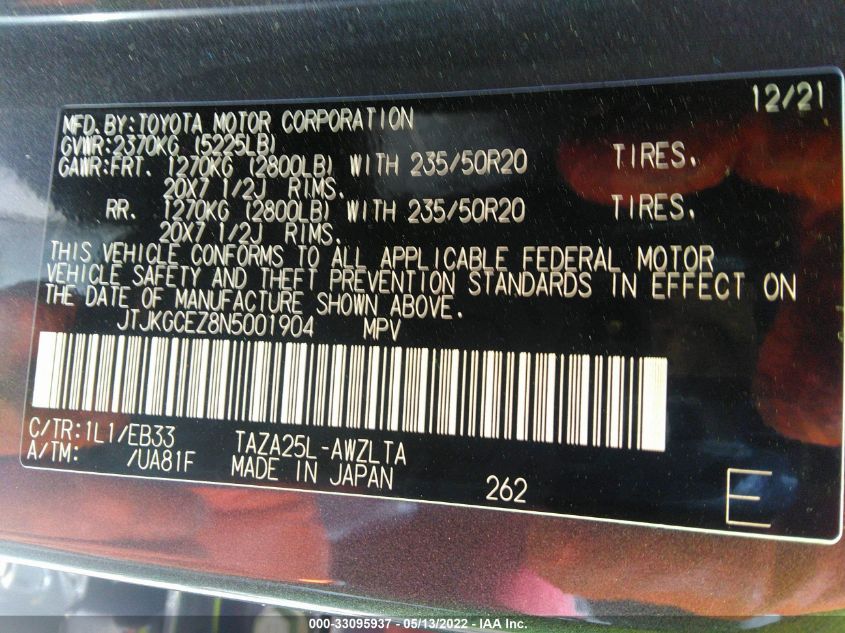 12/21
MFD.BY:TOYOTA MOTOR CORPORATION
GVWR:2370KG (5225LB)
GAWR:FRT. 1270KG (2800LB) WITH 235/50R20 TIRES.
20X7 1/2J RIMS.
RR. 1270KG (2800LB) WITH 235/50R20 TIRES.
20X7 1/2J RIMS.
THIS VEHICLE CONFORMS TO ALL APPLICABLE FEDERAL MOTOR
VEHICLE SAFETY AND THEFT PREVENTION STANDARDS IN EFFECT ON
THE DATE OF MANUFACTURE SHOWN ABOVE.
JTJKGCEZ8N5001904 MPV
C/TR:1L1/EB33 TAZA25L-AWZLTA
A/TM: /UA81F MADE IN JAPAN 262
E
000-33095937 - 05/13/2022 - IAA Inc.